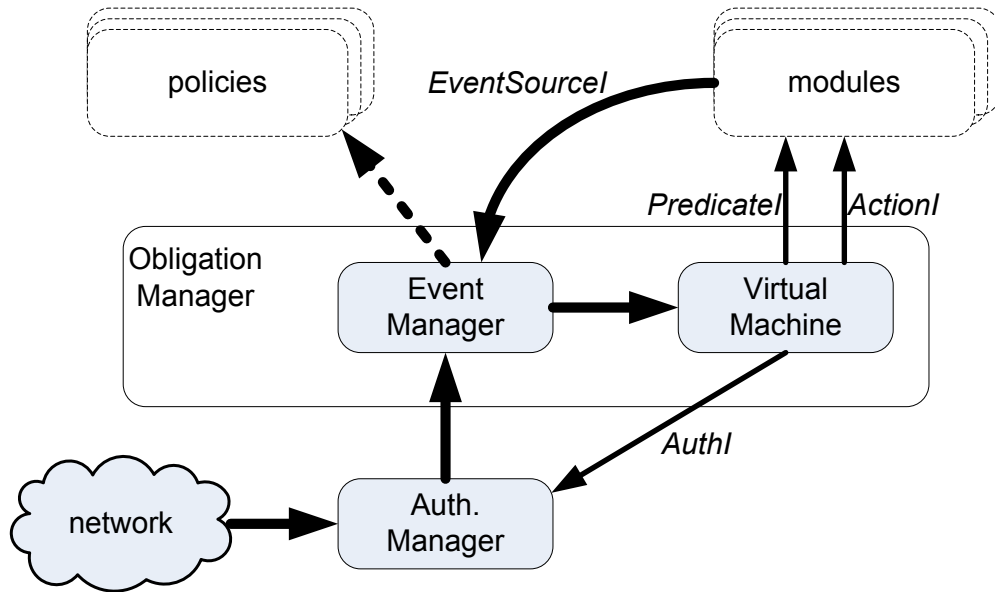 policies
EventSourceI
modules
PredicateI
ActionI
Obligation
Manager
Event
Manager
Virtual
Machine
AuthI
network
Auth.
Manager